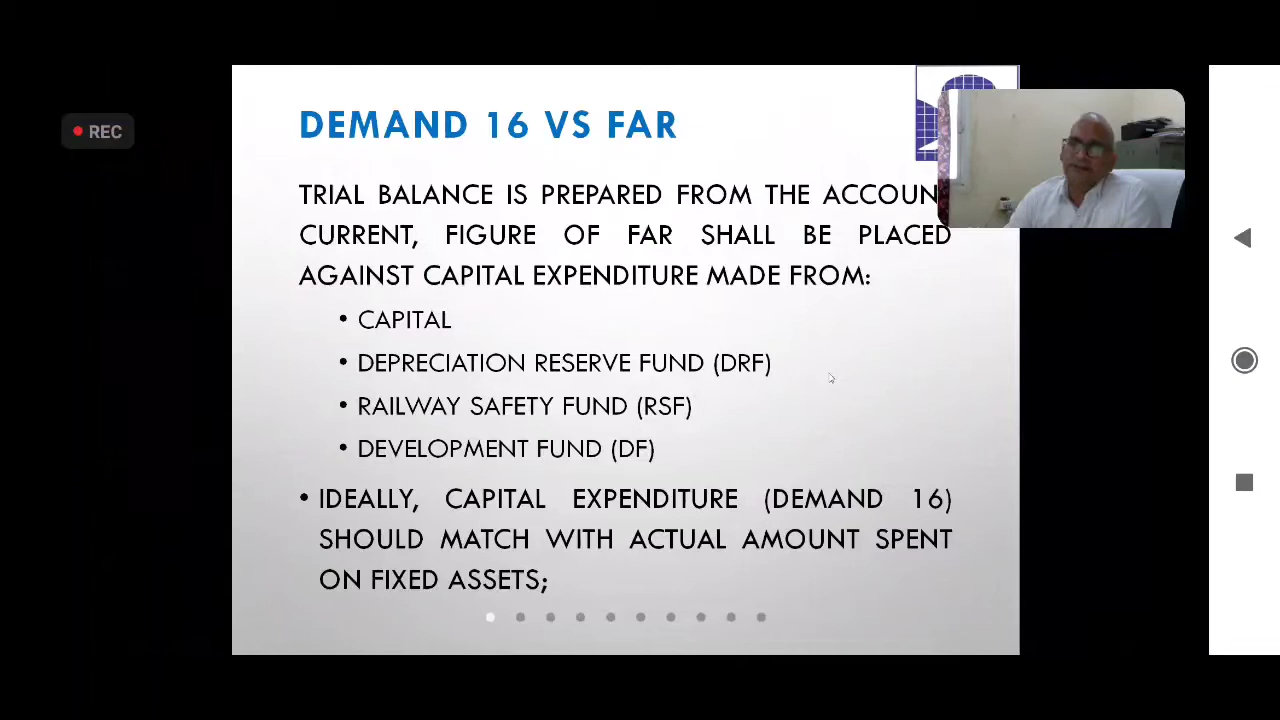 REC
DEMAND 16 VS FAR
TRIAL BALANCE IS PREPARED FROM THE ACCOUN
CURRENT, FIGURE OF FAR SHALL BE PLACED
AGAINST CAPITAL EXPENDITURE MADE FROM:
• CAPITAL
• DEPRECIATION RESERVE FUND (DRF)
• RAILWAY SAFETY FUND (RSF)
• DEVELOPMENT FUND (DF)
• IDEALLY, CAPITAL EXPENDITURE (DEMAND 16)
SHOULD MATCH WITH ACTUAL AMOUNT SPENT
ON FIXED ASSETS;